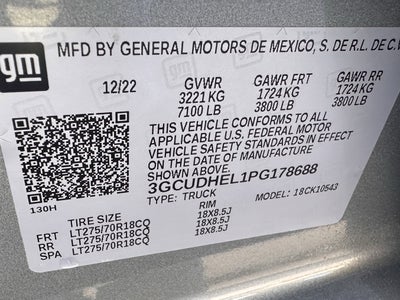 gm
MFD BY GENERAL MOTORS DE MEXICO, S. DE R.L. DE C.V
12/22
GVWR GAWR FRT GAWR RR
3221 KG 1724 KG 1724 KG
7100 LB 3800 LB 3800 LB
THIS VEHICLE CONFORMS TO ALL
APPLICABLE U.S. FEDERAL MOTOR
VEHICLE SAFETY STANDARDS IN EFFECT
ON THE DATE OF MANUFACTURE SHOWN ABOVE.
3GCUDHEL1PG178688
TYPE: TRUCK MODEL: 18CK10543
130H
TIRE SIZE RIM
FRT LT275/70R18CQ 18X8.5J
RR LT275/70R18CQ 18X8.5J
SPA LT275/70R18CQ 18X8.5J